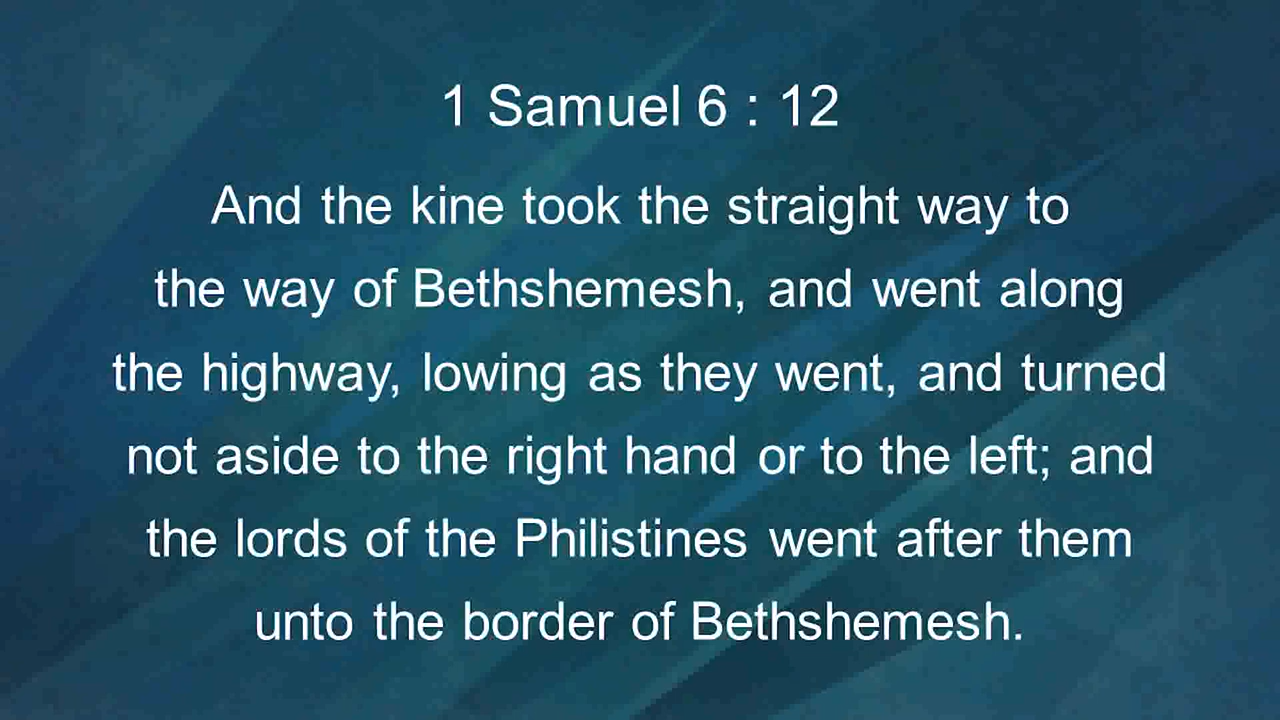 1 Samuel 6 : 12
And the kine took the straight way to
the way of Bethshemesh, and went along
the highway, lowing as they went, and turned
not aside to the right hand or to the left; and
the lords of the Philistines went after them
unto the border of Bethshemesh.